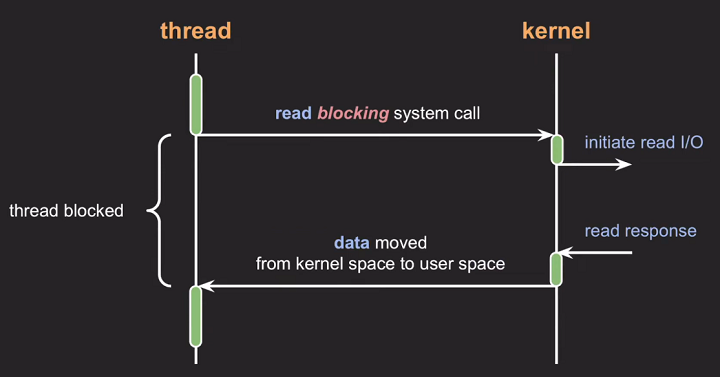 thread
kernel
read blocking system call
initiate read I/O
thread blocked
read response
data moved
from kernel space to user space